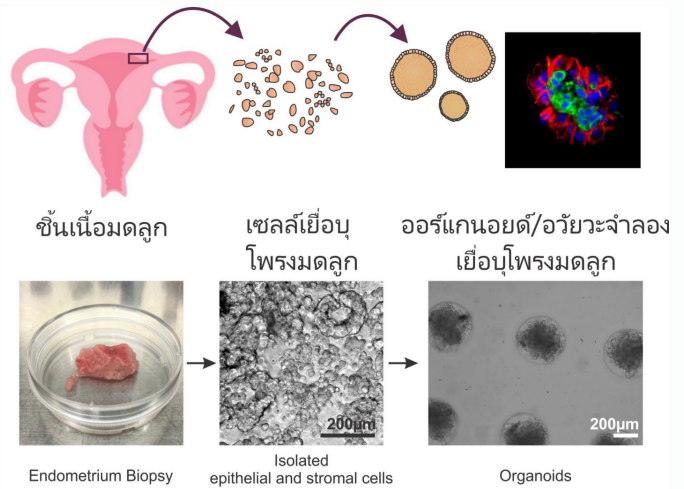 ชิ้นเนื้อมดลูก
เซลล์เยื่อบุ
โพรงมดลูก
ออร์แกนอยด์/อวัยวะจำลอง
เยื่อบุโพรงมดลูก
200µm
200µm
Endometrium Biopsy
Isolated
epithelial and stromal cells
Organoids